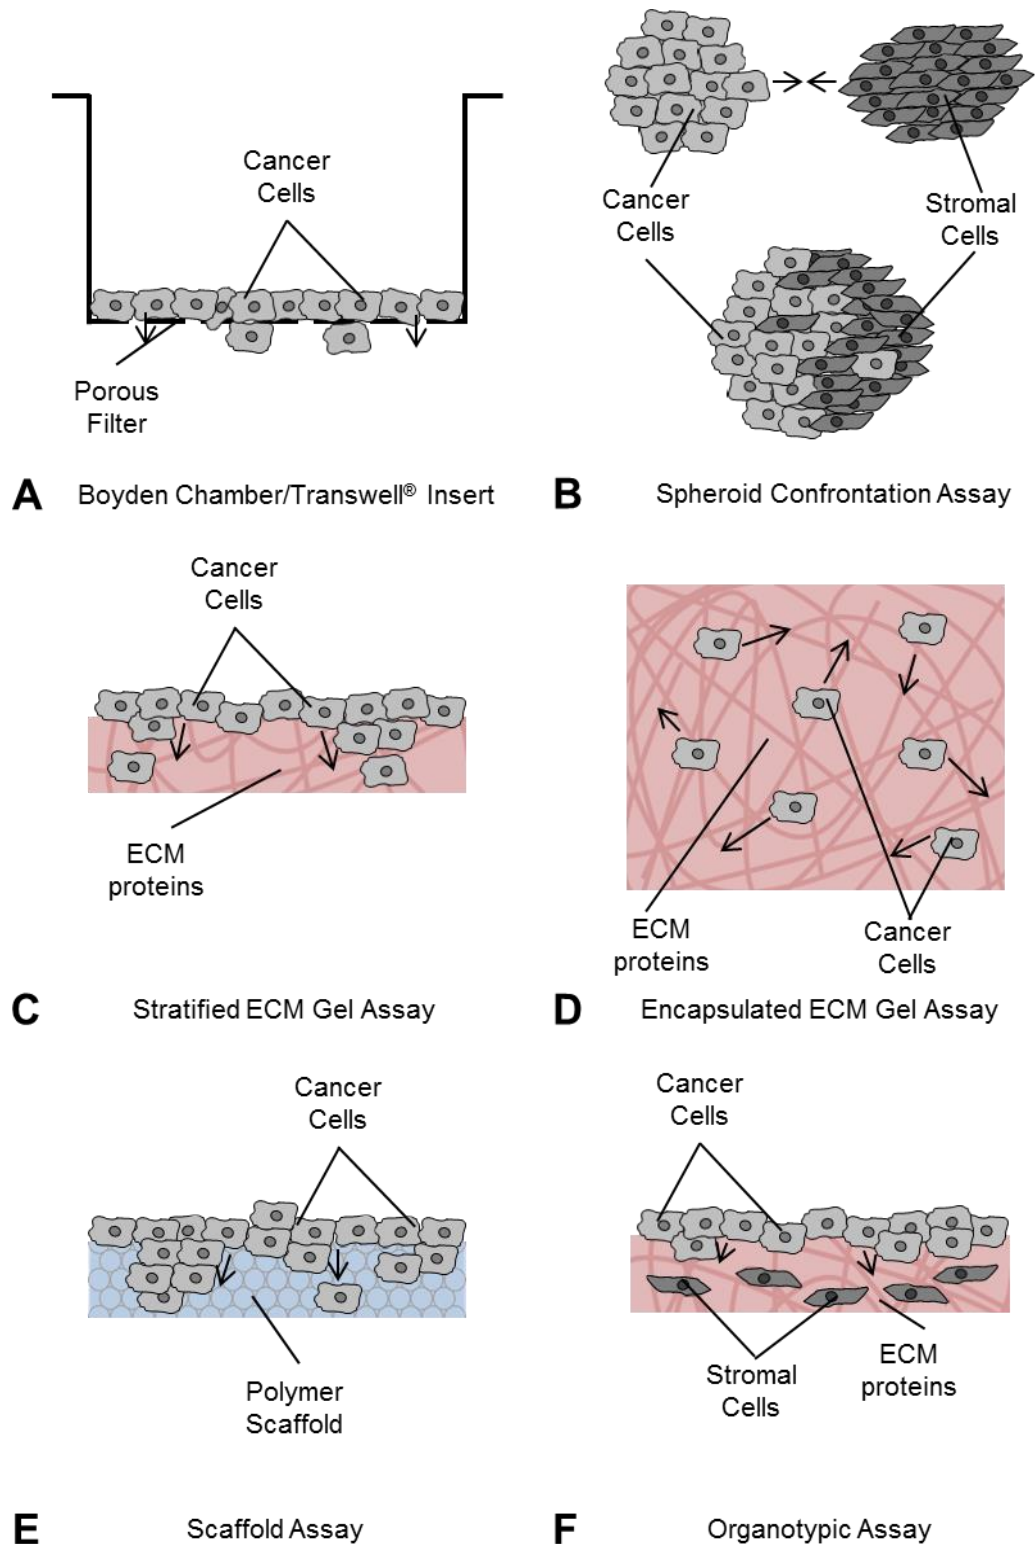 Cancer
Cells
Porous
Filter
A Boyden Chamber/Transwell® Insert
Cancer
Cells
Stromal
Cells
B Spheroid Confrontation Assay
Cancer
Cells
ECM
proteins
C Stratified ECM Gel Assay
ECM
proteins
Cancer
Cells
D Encapsulated ECM Gel Assay
Cancer
Cells
Polymer
Scaffold
E Scaffold Assay
Cancer
Cells
Stromal
Cells
ECM
proteins
F Organotypic Assay